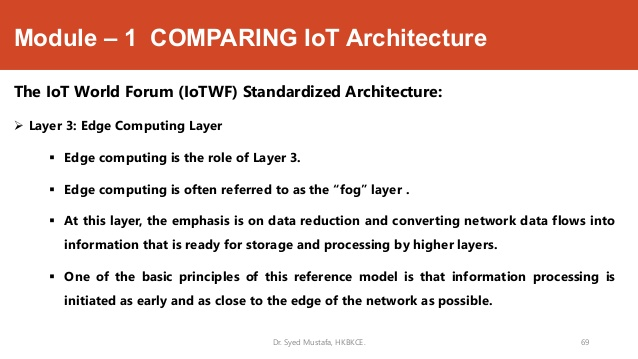 Module – 1 COMPARING IoT Architecture
The IoT World Forum (IoTWF) Standardized Architecture:
➢ Layer 3: Edge Computing Layer
▪ Edge computing is the role of Layer 3.
▪ Edge computing is often referred to as the “fog” layer .
▪ At this layer, the emphasis is on data reduction and converting network data flows into
information that is ready for storage and processing by higher layers.
▪ One of the basic principles of this reference model is that information processing is
initiated as early and as close to the edge of the network as possible.
Dr. Syed Mustafa, HKBKCE. 69